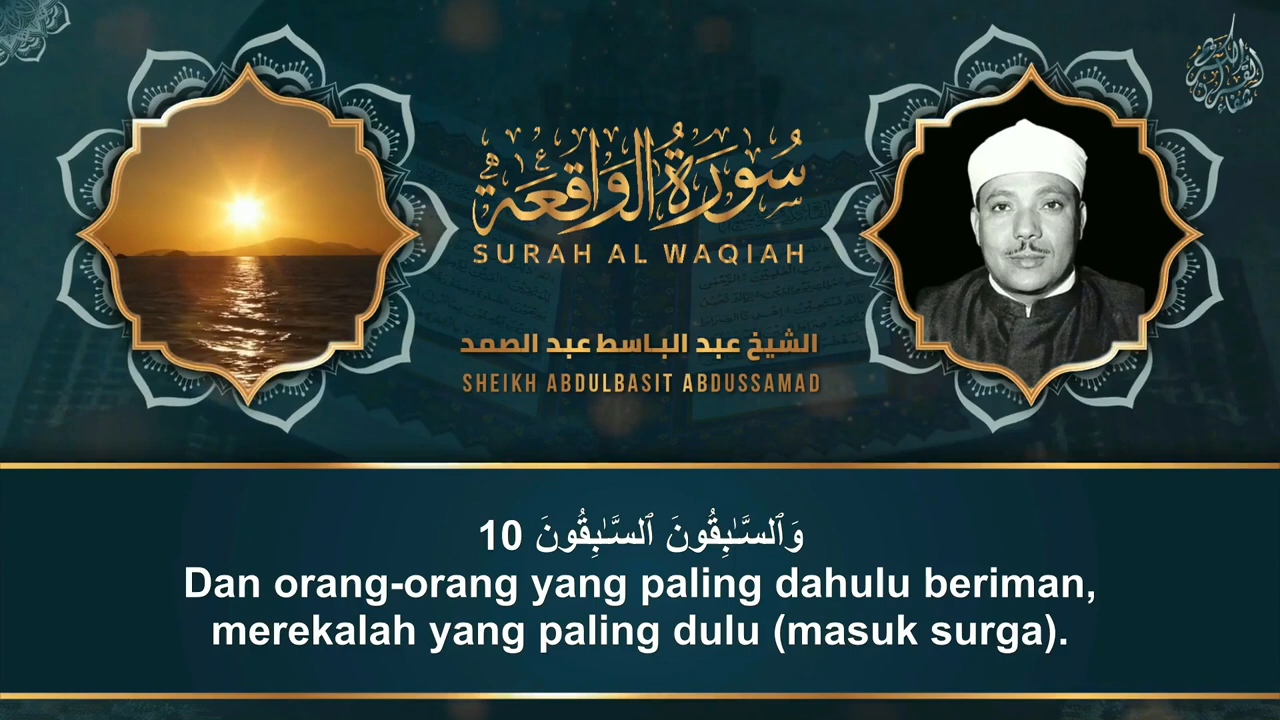 سُورَةُ الْوَاقِعَة
SURAH AL WAQIAH
الشيخ عبد الباسط عبد الصمد
SHEIKH ABDULBASIT ABDUSSAMAD
وَٱلسَّـٰبِقُونَ ٱلسَّـٰبِقُونَ 10
Dan orang-orang yang paling dahulu beriman,
merekalah yang paling dulu (masuk surga).